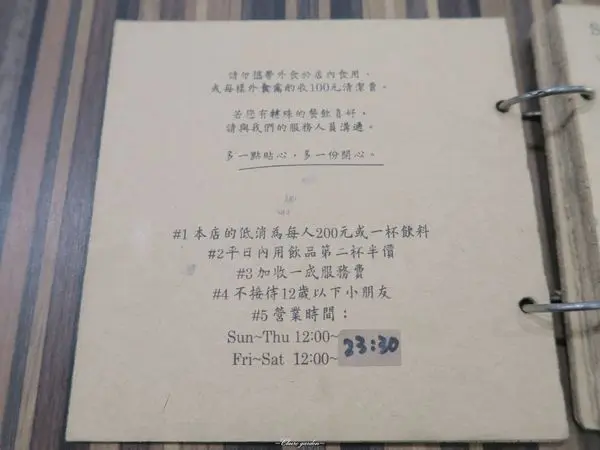 請勿攜帶外食於店內食用，
或每樣外食酌收100元清潔費。
若您有特殊的餐飲喜好，
請與我們的服務人員溝通。
多一點貼心，多一份開心。
#1 本店的低消為每人200元或一杯飲料
#2平日內用飲品第二杯半價
#3 加收一成服務費
#4 不接待12歲以下小朋友
#5 營業時間：
Sun~Thu 12:00~
Fri~Sat 12:00~
23:30
~Claire garden~